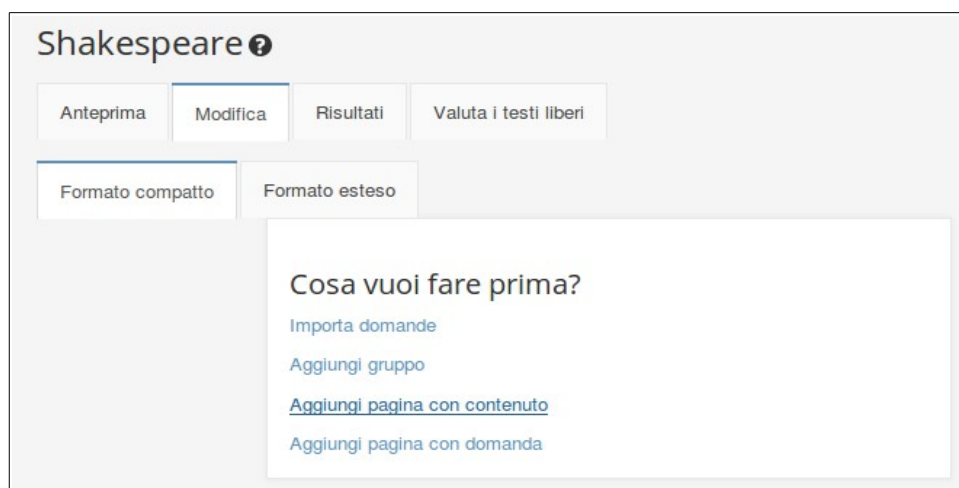 Shakespeare
Anteprima Modifica Risultati Valuta i testi liberi
Formato compatto Formato esteso
Cosa vuoi fare prima?
Importa domande
Aggiungi gruppo
Aggiungi pagina con contenuto
Aggiungi pagina con domanda